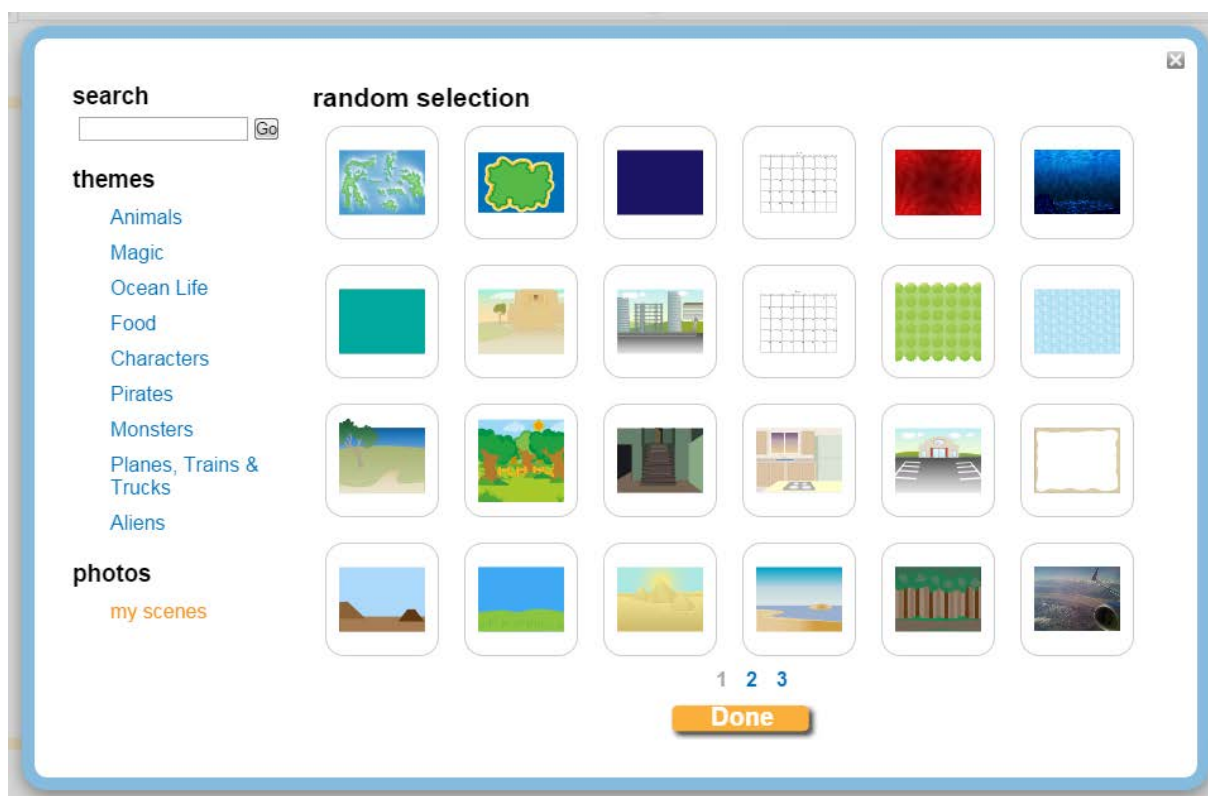 search
Go
themes
Animals
Magic
Ocean Life
Food
Characters
Pirates
Monsters
Planes, Trains &
Trucks
Aliens
photos
my scenes
random selection
1 2 3
Done